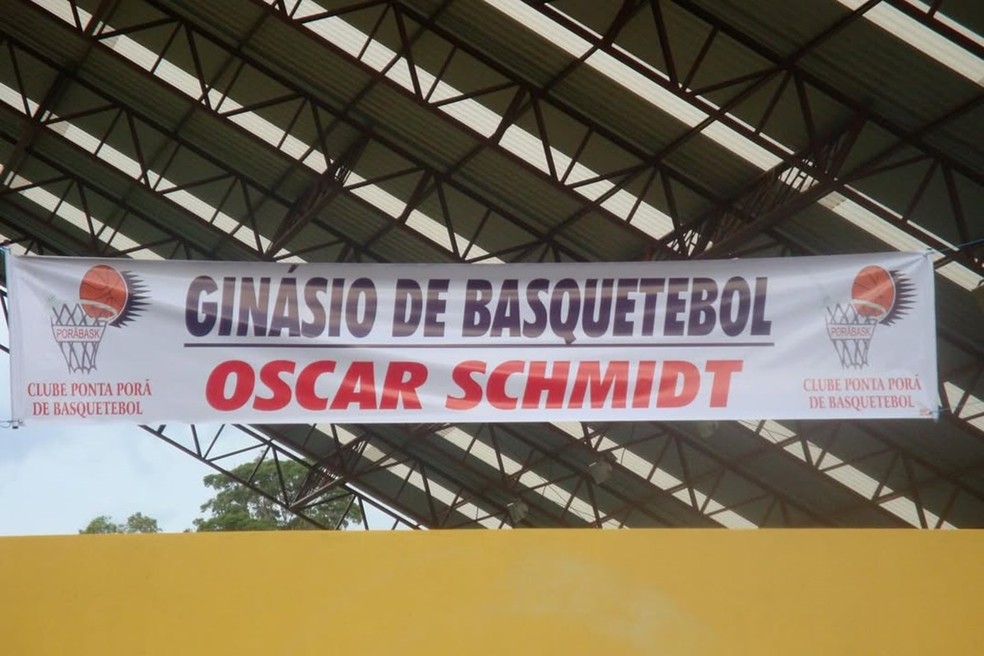 GINÁSIO DE BASQUETEBOL
OSCAR SCHMIDT
PORÃBASK
CLUBE PONTA PORÃ
DE BASQUETEBOL
PORÃBASK
CLUBE PONTA PORÃ
DE BASQUETEBOL